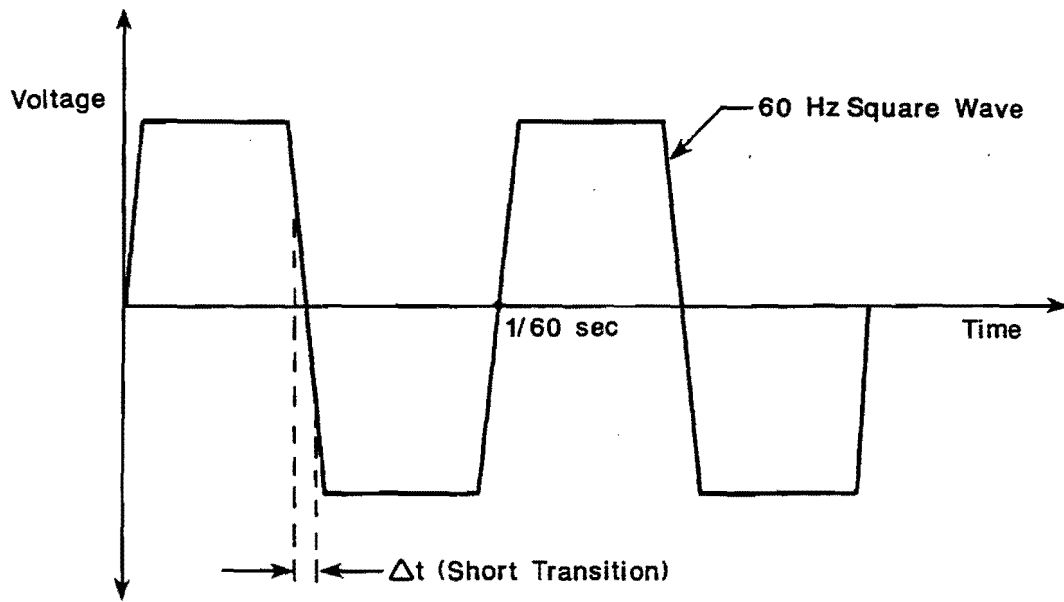 Voltage
60 Hz Square Wave
1/60 sec
Time
Δt (Short Transition)